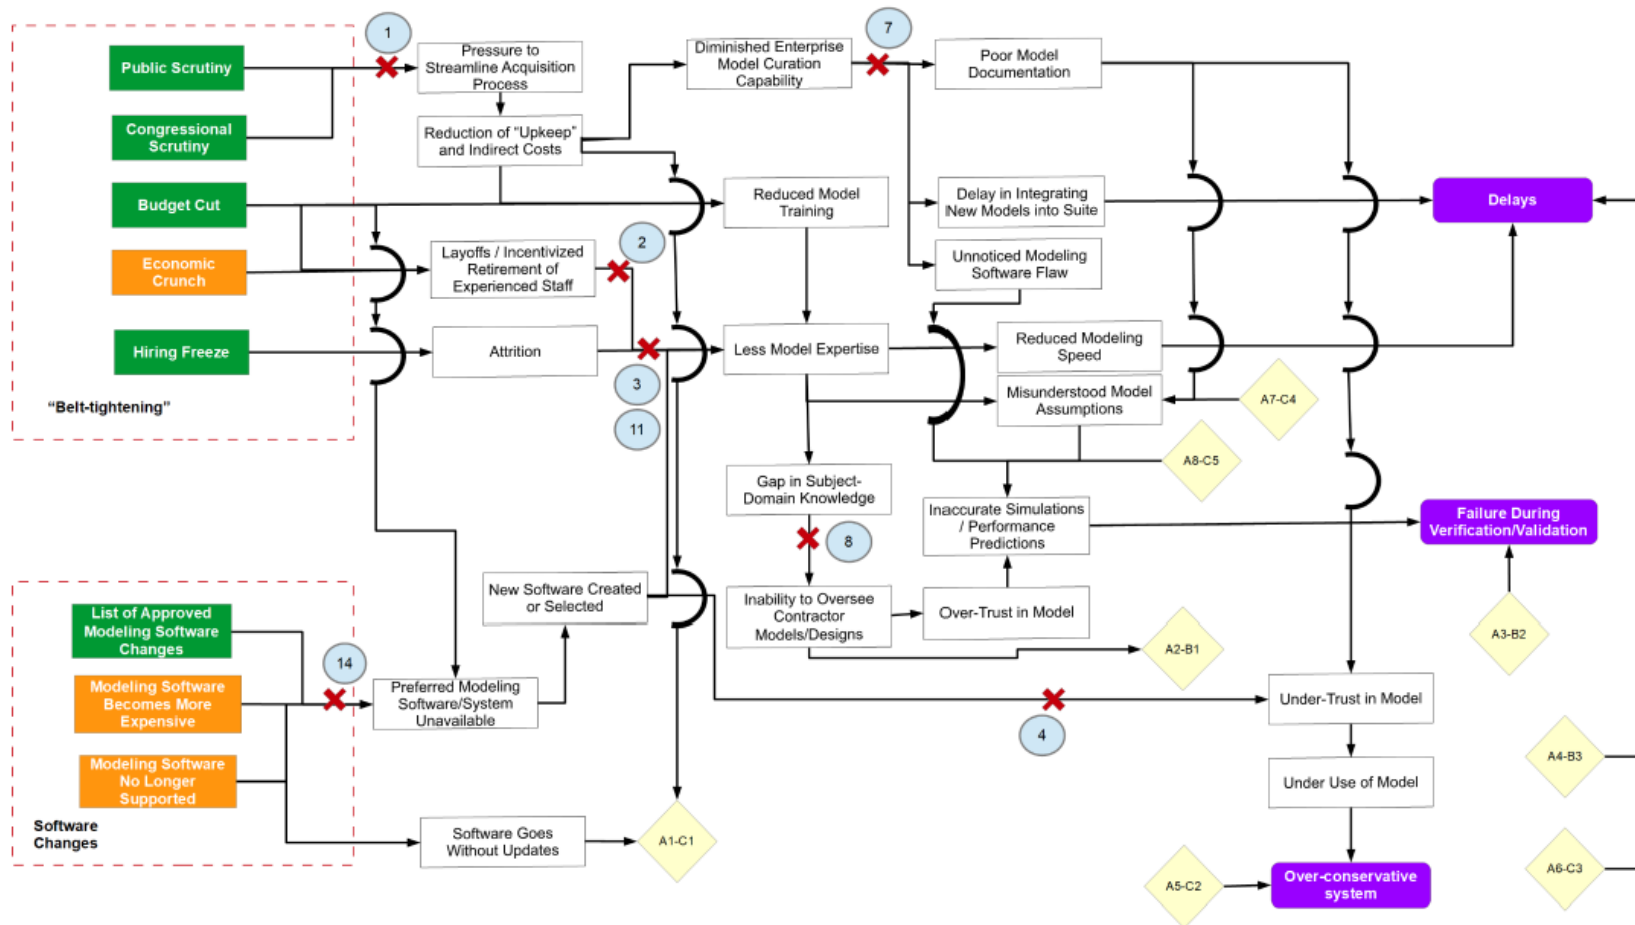 1
7
Public Scrutiny
Pressure to
Streamline Acquisition
Process
Diminished Enterprise
Model Curation
Capability
Poor Model
Documentation
Congressional
Scrutiny
Reduction of “Upkeep”
and Indirect Costs
Budget Cut
Reduced Model
Training
Delay in Integrating
New Models into Suite
Delays
Economic
Crunch
Layoffs / Incentivized
Retirement of
Experienced Staff
2
Unnoticed Modeling
Software Flaw
Hiring Freeze
Attrition
Less Model Expertise
Reduced Modeling
Speed
3
11
Misunderstood Model
Assumptions
A7-C4
“Belt-tightening”
A8-C5
Gap in Subject-
Domain Knowledge
Inaccurate Simulations
/ Performance
Predictions
Failure During
Verification/Validation
8
List of Approved
Modeling Software
Changes
New Software Created
or Selected
Inability to Oversee
Contractor
Models/Designs
Over-Trust in Model
A2-B1
A3-B2
14
Modeling Software
Becomes More
Expensive
Preferred Modeling
Software/System
Unavailable
4
Under-Trust in Model
A4-B3
Modeling Software
No Longer
Supported
Under Use of Model
Software
Changes
Software Goes
Without Updates
A1-C1
A5-C2
Over-conservative
system
A6-C3